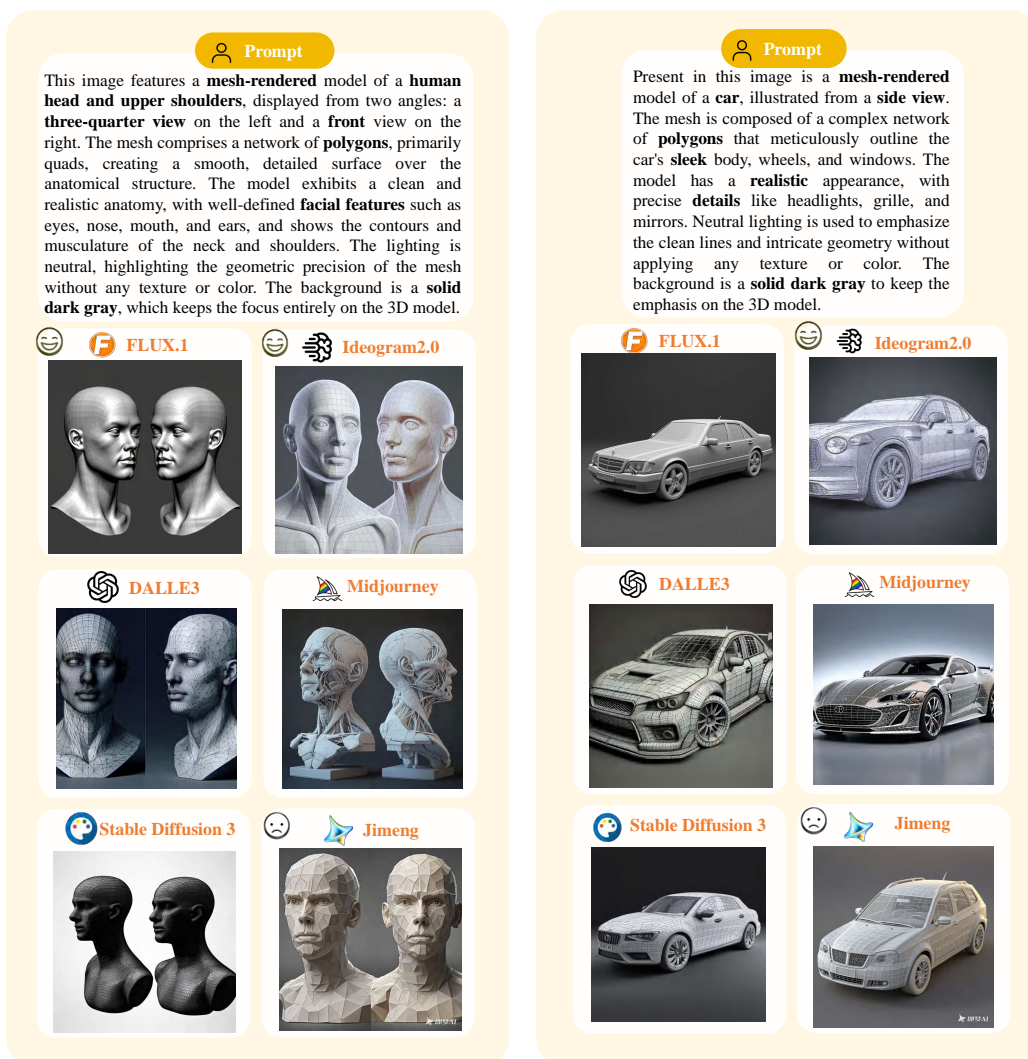 Prompt
This image features a mesh-rendered model of a human
head and upper shoulders, displayed from two angles: a
three-quarter view on the left and a front view on the
right. The mesh comprises a network of polygons, primarily
quads, creating a smooth, detailed surface over the
anatomical structure. The model exhibits a clean and
realistic anatomy, with well-defined facial features such as
eyes, nose, mouth, and ears, and shows the contours and
musculature of the neck and shoulders. The lighting is
neutral, highlighting the geometric precision of the mesh
without any texture or color. The background is a solid
dark gray, which keeps the focus entirely on the 3D model.
FLUX.1
Ideogram2.0
DALLE3
Midjourney
Stable Diffusion 3
Jimeng
Prompt
Present in this image is a mesh-rendered
model of a car, illustrated from a side view.
The mesh is composed of a complex network
of polygons that meticulously outline the
car's sleek body, wheels, and windows. The
model has a realistic appearance, with
precise details like headlights, grille, and
mirrors. Neutral lighting is used to emphasize
the clean lines and intricate geometry without
applying any texture or color. The
background is a solid dark gray to keep the
emphasis on the 3D model.
FLUX.1
Ideogram2.0
DALLE3
Midjourney
Stable Diffusion 3
Jimeng